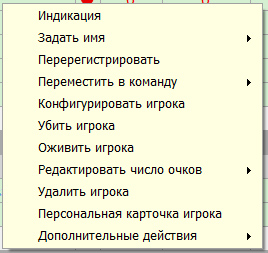 Индикация
Задать имя
Перерегистрировать
Переместить в команду
Конфигурировать игрока
Убить игрока
Оживить игрока
Редактировать число очков
Удалить игрока
Персональная карточка игрока
Дополнительные действия